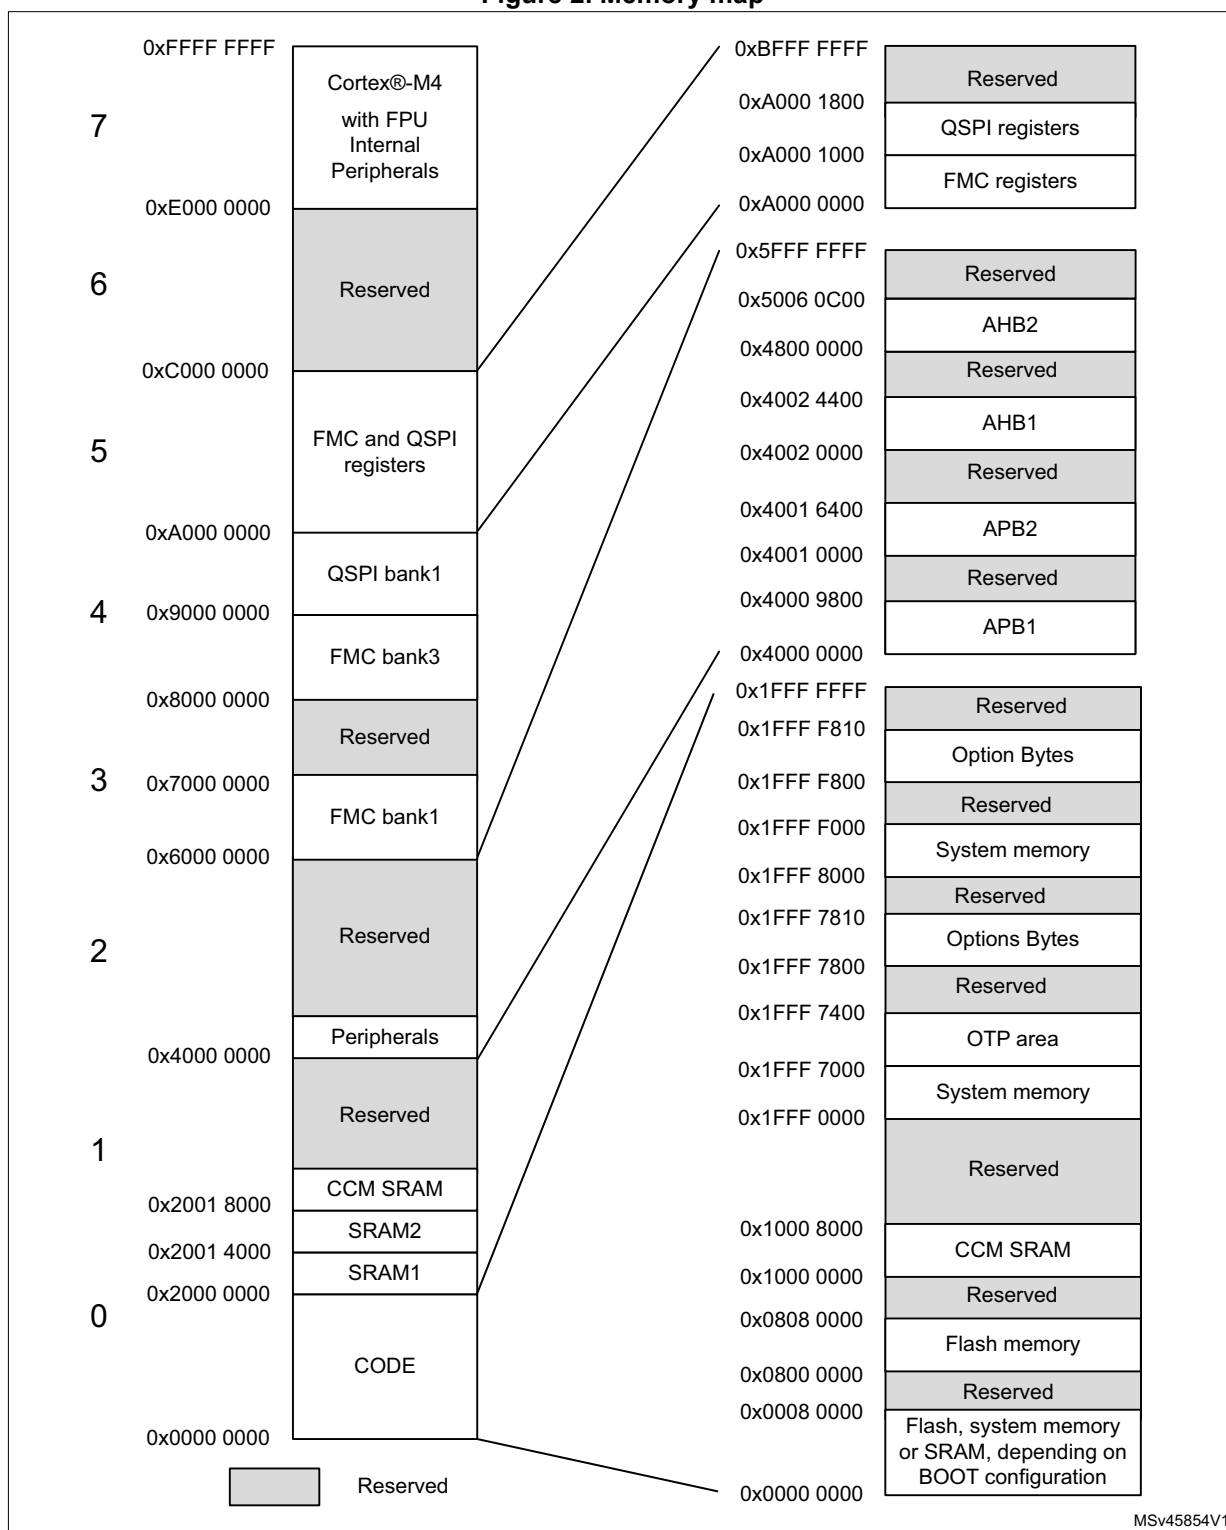 Figure 2. Memory map
0xFFFF FFFF
Cortex®-M4
with FPU
Internal
Peripherals
7
0xE000 0000
Reserved
6
0xC000 0000
FMC and QSPI
registers
5
0xA000 0000
QSPI bank1
4
0x9000 0000
FMC bank3
0x8000 0000
Reserved
3
0x7000 0000
FMC bank1
0x6000 0000
Reserved
2
Peripherals
0x4000 0000
Reserved
1
CCM SRAM
0x2001 8000
SRAM2
0x2001 4000
SRAM1
0x2000 0000
0
CODE
0x0000 0000
Reserved
0xBFFF FFFF
Reserved
0xA000 1800
QSPI registers
0xA000 1000
FMC registers
0xA000 0000
0x5FFF FFFF
Reserved
0x5006 0C00
AHB2
0x4800 0000
Reserved
0x4002 4400
AHB1
0x4002 0000
Reserved
0x4001 6400
APB2
0x4001 0000
Reserved
0x4000 9800
APB1
0x4000 0000
0x1FFF FFFF
Reserved
0x1FFF F810
Option Bytes
0x1FFF F800
Reserved
0x1FFF F000
System memory
0x1FFF 8000
Reserved
0x1FFF 7810
Options Bytes
0x1FFF 7800
Reserved
0x1FFF 7400
OTP area
0x1FFF 7000
System memory
0x1FFF 0000
Reserved
0x1000 8000
CCM SRAM
0x1000 0000
Reserved
0x0808 0000
Flash memory
0x0800 0000
Reserved
0x0008 0000
Flash, system memory
or SRAM, depending on
BOOT configuration
0x0000 0000
MSv45854V1